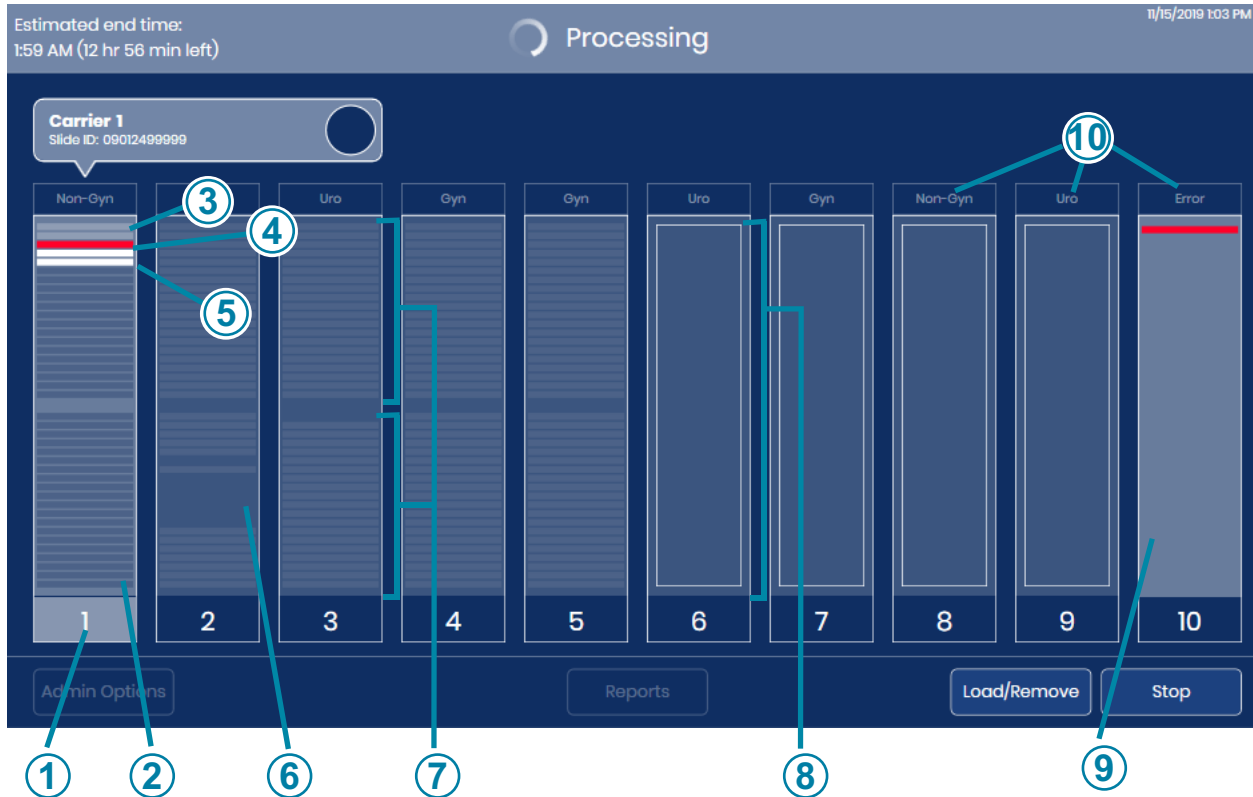 Estimated end time:
1:59 AM (12 hr 56 min left)
Processing
11/15/2019 1:03 PM
Carrier 1
Slide ID: 09012499999
10
Non-Gyn
Uro
Gyn
Gyn
Uro
Gyn
Non-Gyn
Uro
Error
3
4
5
1
2
3
4
5
6
7
8
9
10
Admin Options
Reports
Load/Remove
Stop
1
2
6
7
8
9